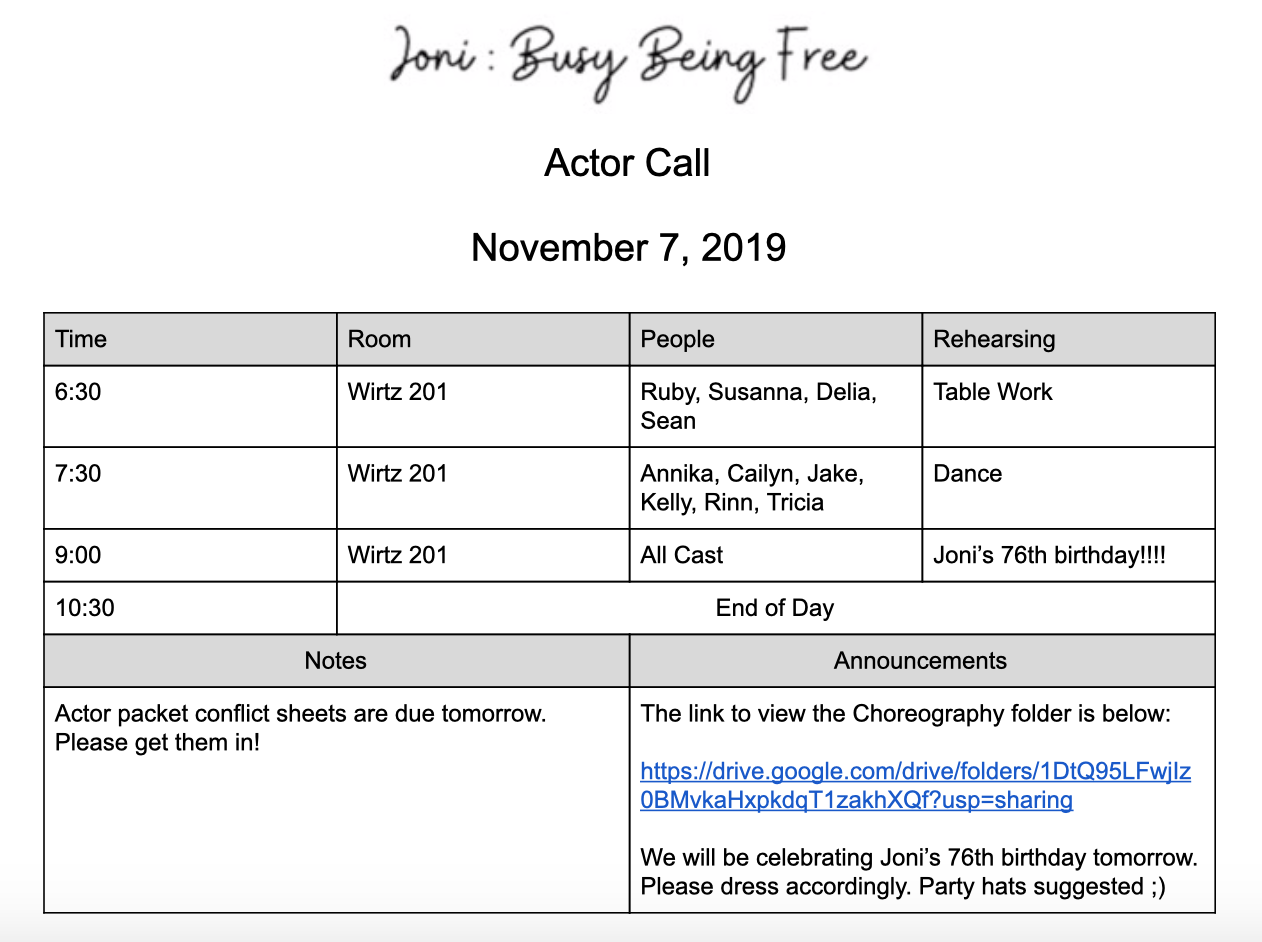 Joni : Busy Being Free
Actor Call
November 7, 2019
Time Room People Rehearsing
6:30 Wirtz 201 Ruby, Susanna, Delia, Table Work
Sean
7:30 Wirtz 201 Annika, Cailyn, Jake, Dance
Kelly, Rinn, Tricia
9:00 Wirtz 201 All Cast Joni’s 76th birthday!!!!
10:30 End of Day
Notes Announcements
Actor packet conflict sheets are due tomorrow.
Please get them in!
The link to view the Choreography folder is below:
https://drive.google.com/drive/folders/1DtQ95LFwjIz
0BMvkaHxpkdqT1zakhXQf?usp=sharing
We will be celebrating Joni’s 76th birthday tomorrow.
Please dress accordingly. Party hats suggested ;)